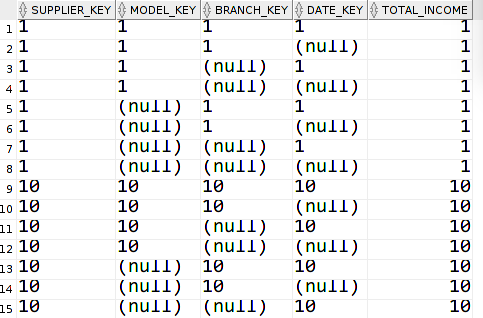 SUPPLIER_KEY MODEL_KEY BRANCH_KEY DATE_KEY TOTAL_INCOME
1 1 1 1 1 1
2 1 1 1 (null) 1
3 1 1 (null) 1 1
4 1 1 (null) (null) 1
5 1 (null) 1 1 1
6 1 (null) 1 (null) 1
7 1 (null) (null) 1 1
8 1 (null) (null) (null) 1
9 10 10 10 10 10
10 10 10 10 (null) 10
11 10 10 (null) 10 10
12 10 10 (null) (null) 10
13 10 (null) 10 10 10
14 10 (null) 10 (null) 10
15 10 (null) (null) 10 10